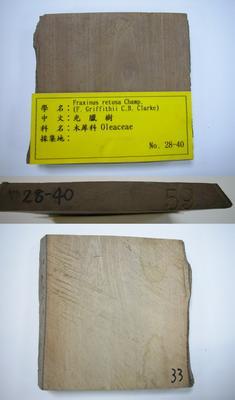 學 名：Fraxinus retusa Champ.
(F. Griffithii C.B. Clarke)
中 文：光 臘 樹
科 名：木犀科 Oleaceae
採集地：
No. 28-40
28-40
59
33